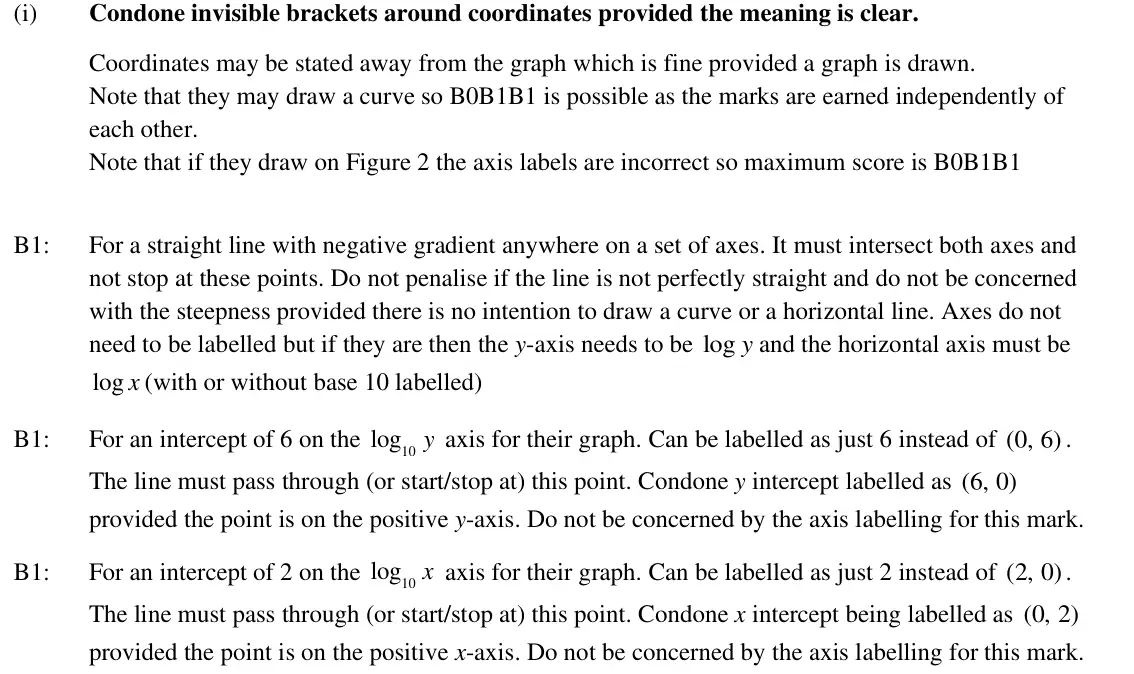 (i) Condone invisible brackets around coordinates provided the meaning is clear.
Coordinates may be stated away from the graph which is fine provided a graph is drawn.
Note that they may draw a curve so B0B1B1 is possible as the marks are earned independently of
each other.
Note that if they draw on Figure 2 the axis labels are incorrect so maximum score is B0B1B1
B1: For a straight line with negative gradient anywhere on a set of axes. It must intersect both axes and
not stop at these points. Do not penalise if the line is not perfectly straight and do not be concerned
with the steepness provided there is no intention to draw a curve or a horizontal line. Axes do not
need to be labelled but if they are then the y-axis needs to be log y and the horizontal axis must be
log x (with or without base 10 labelled)
B1: For an intercept of 6 on the log₁₀ y axis for their graph. Can be labelled as just 6 instead of (0, 6).
The line must pass through (or start/stop at) this point. Condone y intercept labelled as (6, 0)
provided the point is on the positive y-axis. Do not be concerned by the axis labelling for this mark.
B1: For an intercept of 2 on the log₁₀ x axis for their graph. Can be labelled as just 2 instead of (2, 0).
The line must pass through (or start/stop at) this point. Condone x intercept being labelled as (0, 2)
provided the point is on the positive x-axis. Do not be concerned by the axis labelling for this mark.